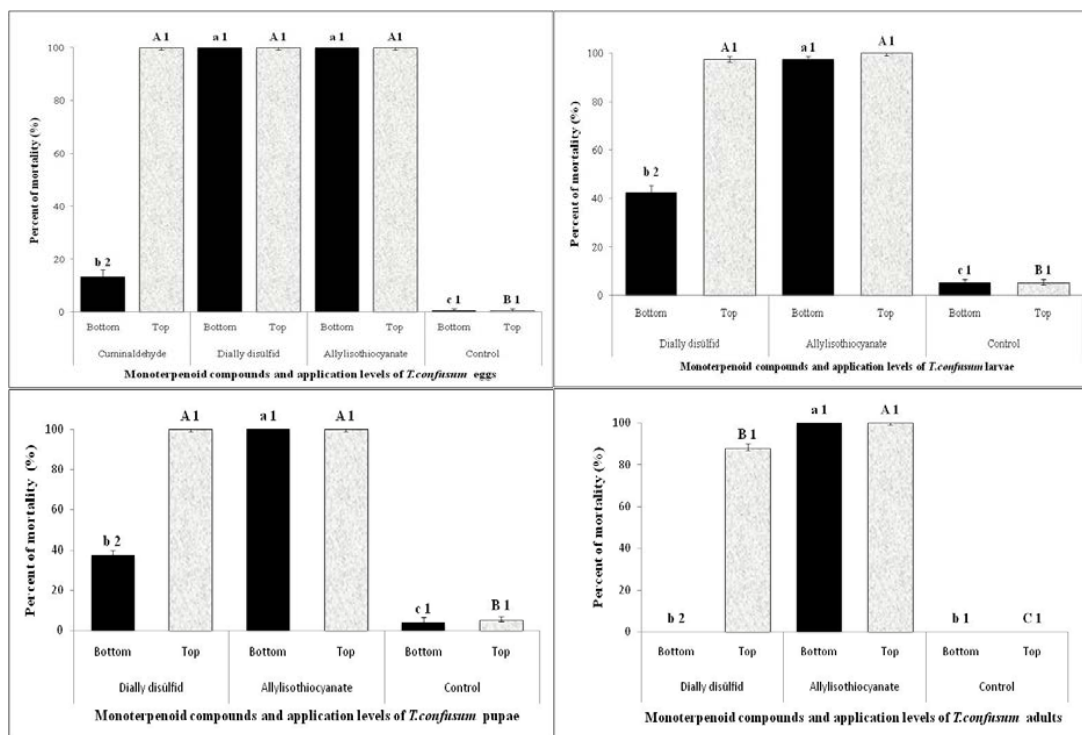 Percent of mortality (%)
100
80
60
40
20
0
b 2
A 1
a 1
A 1
a 1
A 1
c 1
B 1
Bottom Top Bottom Top Bottom Top Bottom Top
Cuminaldehyde Dially disülfid Allylisothiocyanate Control
Monoterpenoid compounds and application levels of T.confusum eggs
Percent of mortality (%)
100
80
60
40
20
0
b 2
A 1
a 1
A 1
c 1
B 1
Bottom Top Bottom Top Bottom Top
Dially disülfid Allylisothiocyanate Control
Monoterpenoid compounds and application levels of T.confusum larvae
Percent of mortality (%)
100
80
60
40
20
0
b 2
A 1
a 1
A 1
c 1
B 1
Bottom Top Bottom Top Bottom Top
Dially disülfid Allylisothiocyanate Control
Monoterpenoid compounds and application levels of T.confusum pupae
Percent of mortality (%)
100
80
60
40
20
0
b 2
B 1
a 1
A 1
b 1
C 1
Bottom Top Bottom Top Bottom Top
Dially disülfid Allylisothiocyanate Control
Monoterpenoid compounds and application levels of T.confusum adults